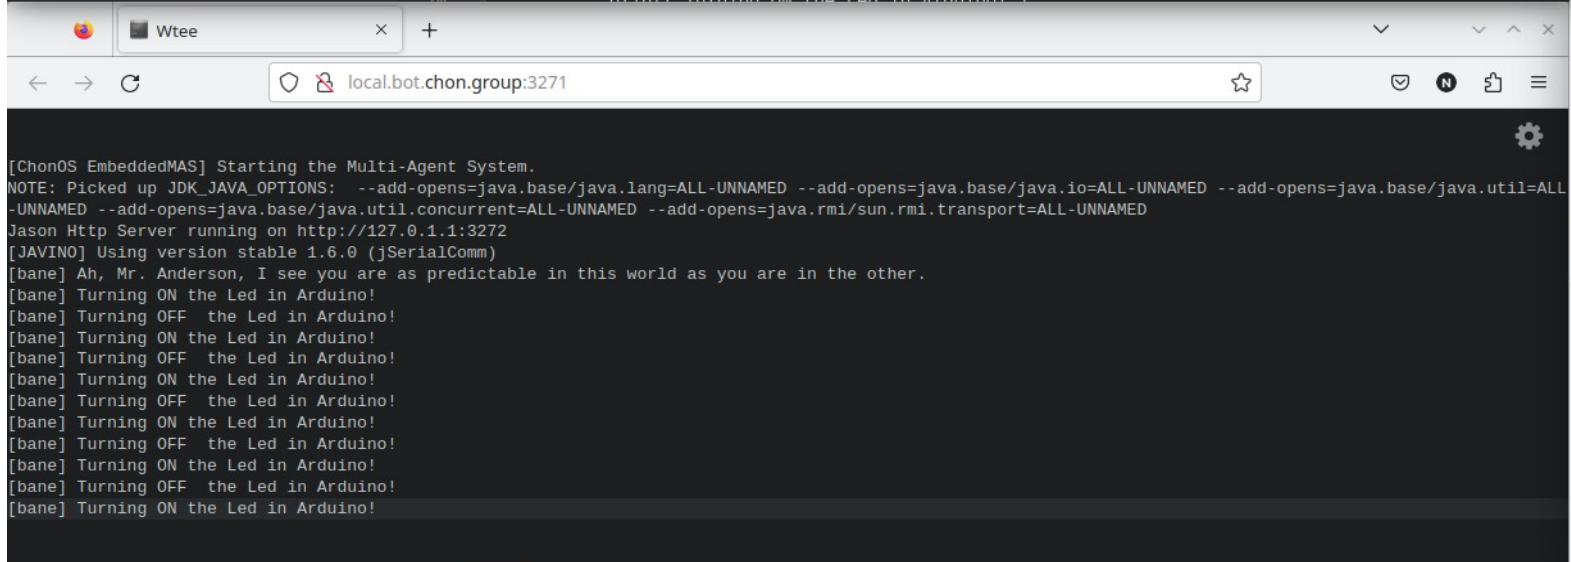 Wtee
local.bot.chon.group:3271
N
[ChonOS EmbeddedMAS] Starting the Multi-Agent System.
NOTE: Picked up JDK_JAVA_OPTIONS:  --add-opens=java.base/java.lang=ALL-UNNAMED --add-opens=java.base/java.io=ALL-UNNAMED --add-opens=java.base/java.util=ALL
-UNNAMED --add-opens=java.base/java.util.concurrent=ALL-UNNAMED --add-opens=java.rmi/sun.rmi.transport=ALL-UNNAMED
Jason Http Server running on http://127.0.1.1:3272
[JAVINO] Using version stable 1.6.0 (jSerialComm)
[bane] Ah, Mr. Anderson, I see you are as predictable in this world as you are in the other.
[bane] Turning ON the Led in Arduino!
[bane] Turning OFF  the Led in Arduino!
[bane] Turning ON the Led in Arduino!
[bane] Turning OFF  the Led in Arduino!
[bane] Turning ON the Led in Arduino!
[bane] Turning OFF  the Led in Arduino!
[bane] Turning ON the Led in Arduino!
[bane] Turning OFF  the Led in Arduino!
[bane] Turning ON the Led in Arduino!
[bane] Turning OFF  the Led in Arduino!
[bane] Turning ON the Led in Arduino!